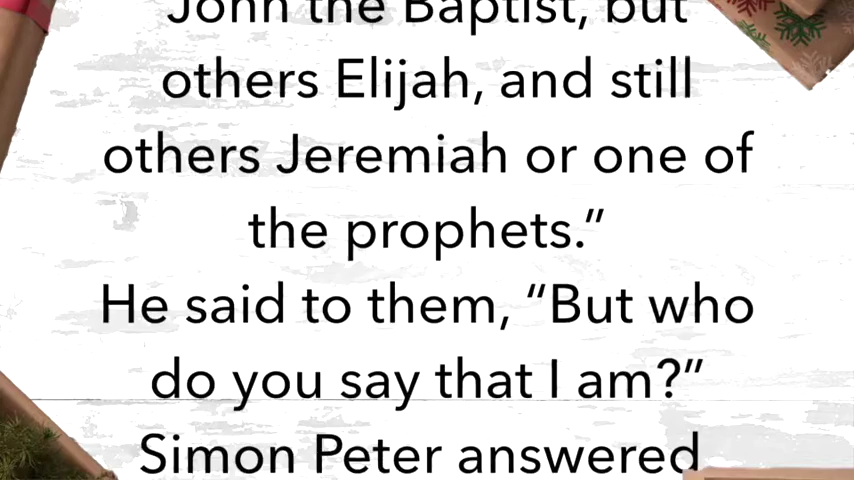 John the Baptist, but
others Elijah, and still
others Jeremiah or one of
the prophets.”
He said to them, “But who
do you say that I am?”
Simon Peter answered